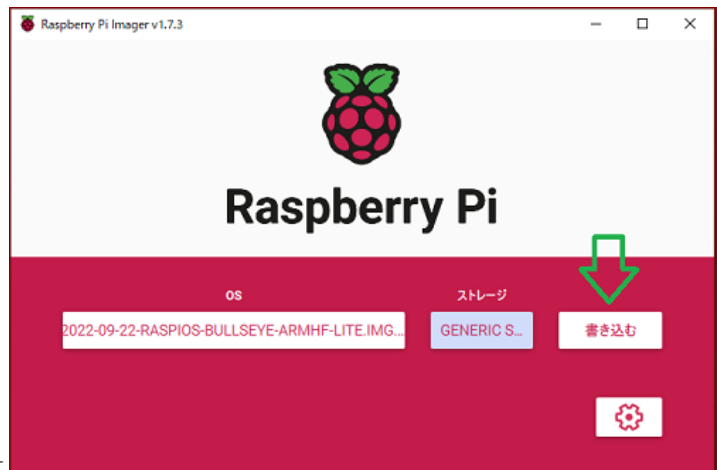 Raspberry Pi Imager v1.7.3
Raspberry Pi
OS
ストレージ
2022-09-22-RASPIOS-BULLSEYE-ARMHF-LITE.IMG...
GENERIC S...
書き込む